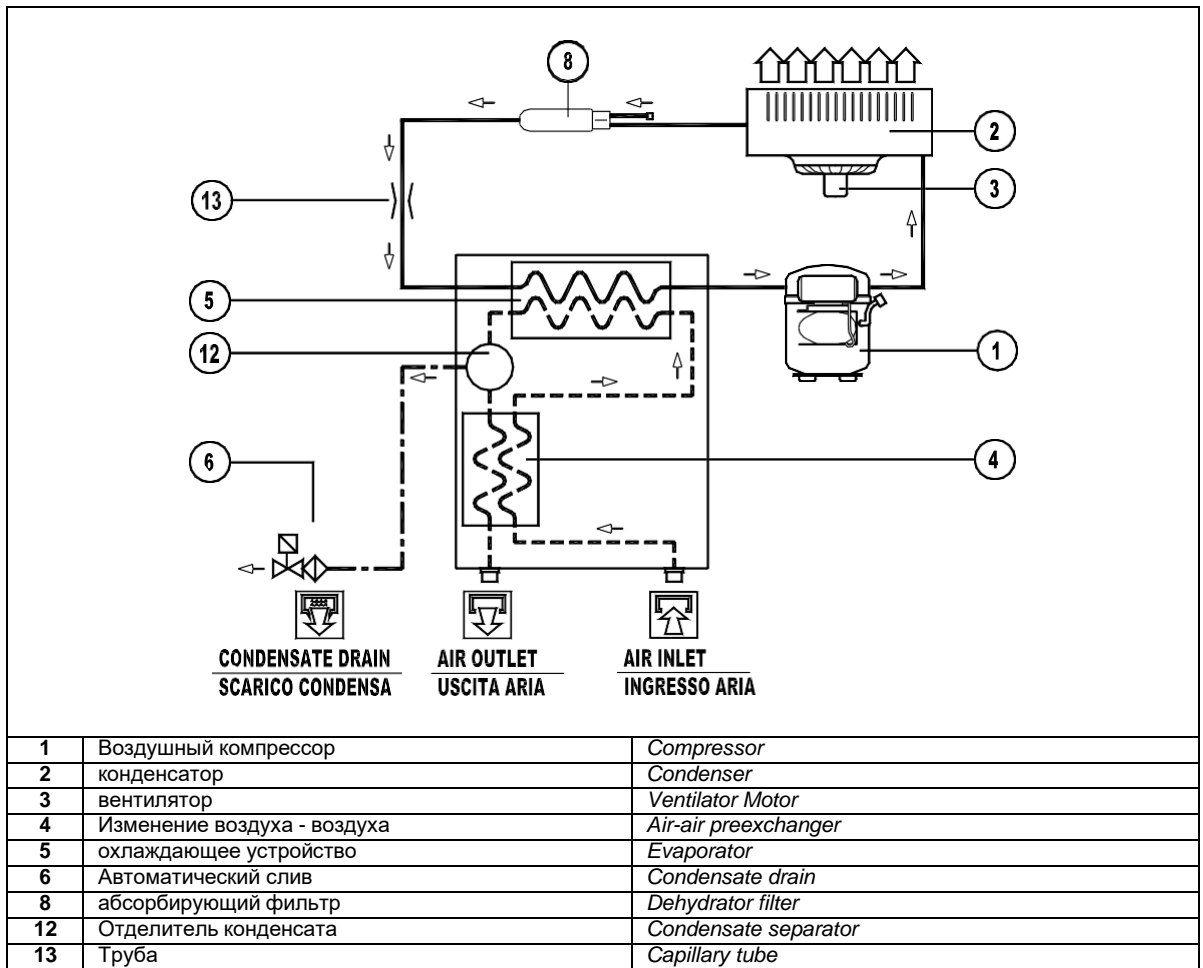 8
2
3
13
5
12
1
6
4
CONDENSATE DRAIN
SCARICO CONDENSA
AIR OUTLET
USCITA ARIA
AIR INLET
INGRESSO ARIA
1 Воздушный компрессор Compressor
2 конденсатор Condenser
3 вентилятор Ventilator Motor
4 Изменение воздуха - воздуха Air-air preexchanger
5 охлаждающее устройство Evaporator
6 Автоматический слив Condensate drain
8 абсорбирующий фильтр Dehydrator filter
12 Отделитель конденсата Condensate separator
13 Труба Capillary tube